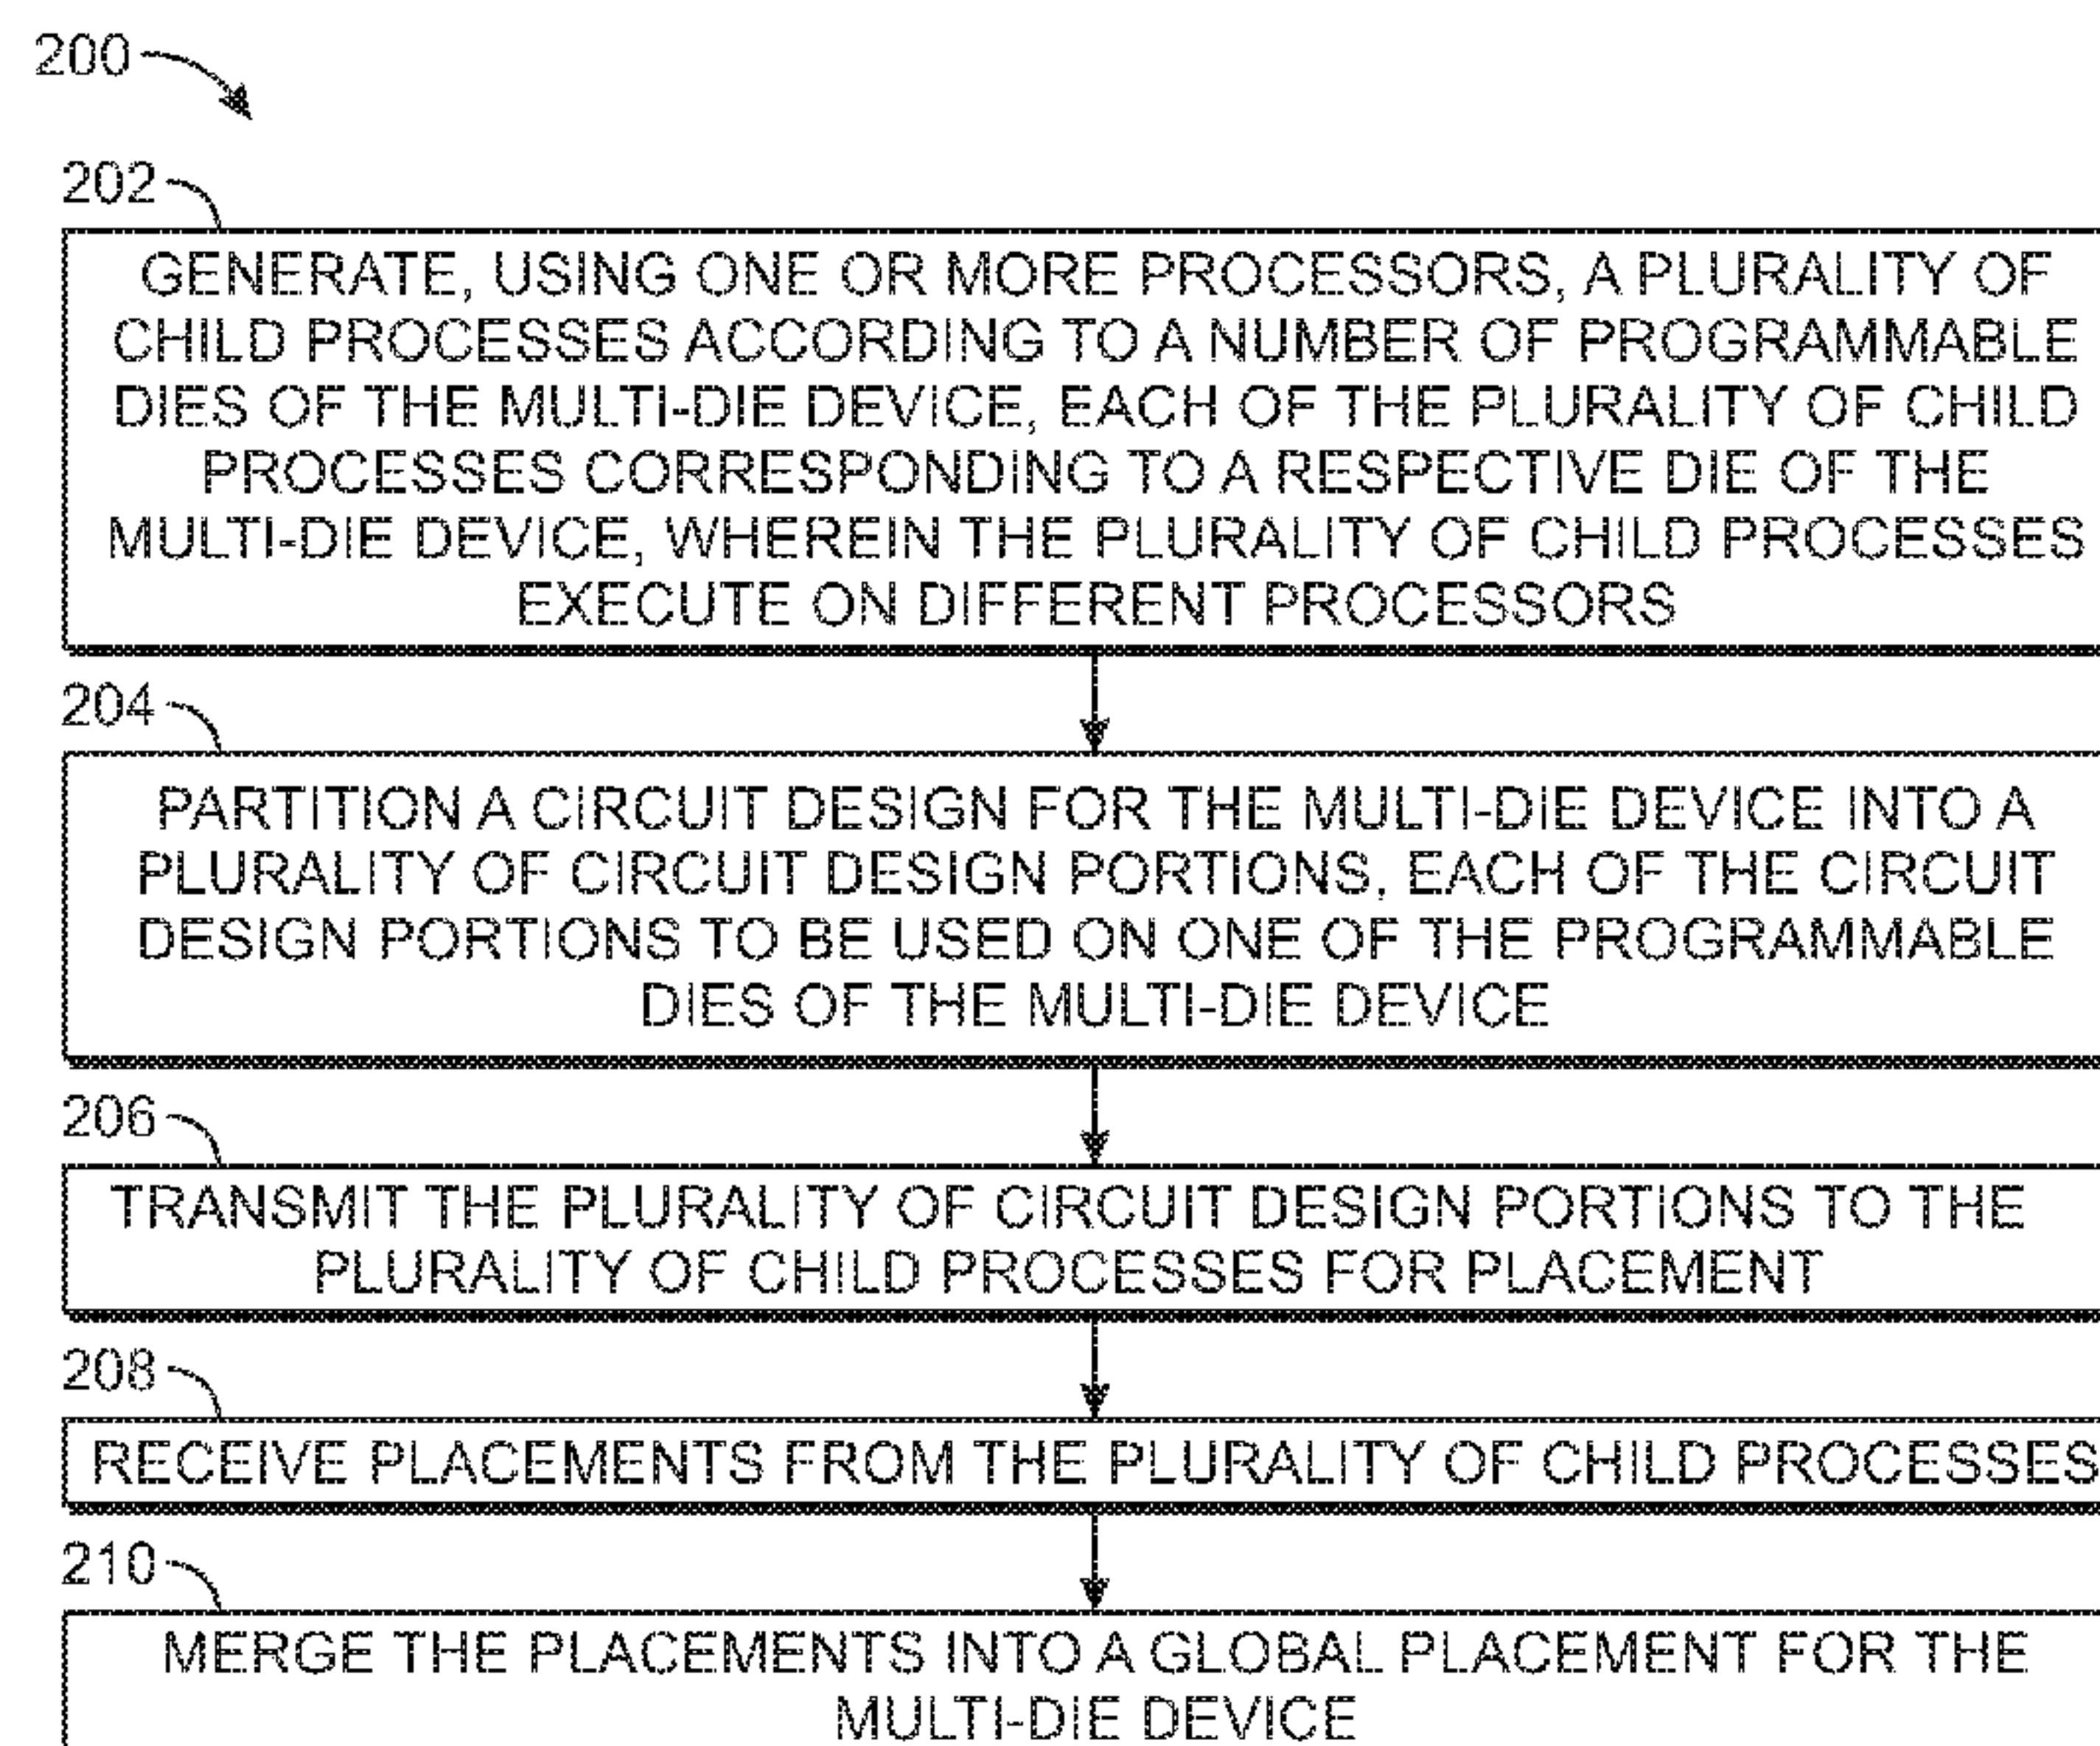 200
202
GENERATE, USING ONE OR MORE PROCESSORS, A PLURALITY OF
CHILD PROCESSES ACCORDING TO A NUMBER OF PROGRAMMABLE
DIES OF THE MULTI-DIE DEVICE, EACH OF THE PLURALITY OF CHILD
PROCESSES CORRESPONDING TO A RESPECTIVE DIE OF THE
MULTI-DIE DEVICE, WHEREIN THE PLURALITY OF CHILD PROCESSES
EXECUTE ON DIFFERENT PROCESSORS
204
PARTITION A CIRCUIT DESIGN FOR THE MULTI-DIE DEVICE INTO A
PLURALITY OF CIRCUIT DESIGN PORTIONS, EACH OF THE CIRCUIT
DESIGN PORTIONS TO BE USED ON ONE OF THE PROGRAMMABLE
DIES OF THE MULTI-DIE DEVICE
206
TRANSMIT THE PLURALITY OF CIRCUIT DESIGN PORTIONS TO THE
PLURALITY OF CHILD PROCESSES FOR PLACEMENT
208
RECEIVE PLACEMENTS FROM THE PLURALITY OF CHILD PROCESSES
210
MERGE THE PLACEMENTS INTO A GLOBAL PLACEMENT FOR THE
MULTI-DIE DEVICE